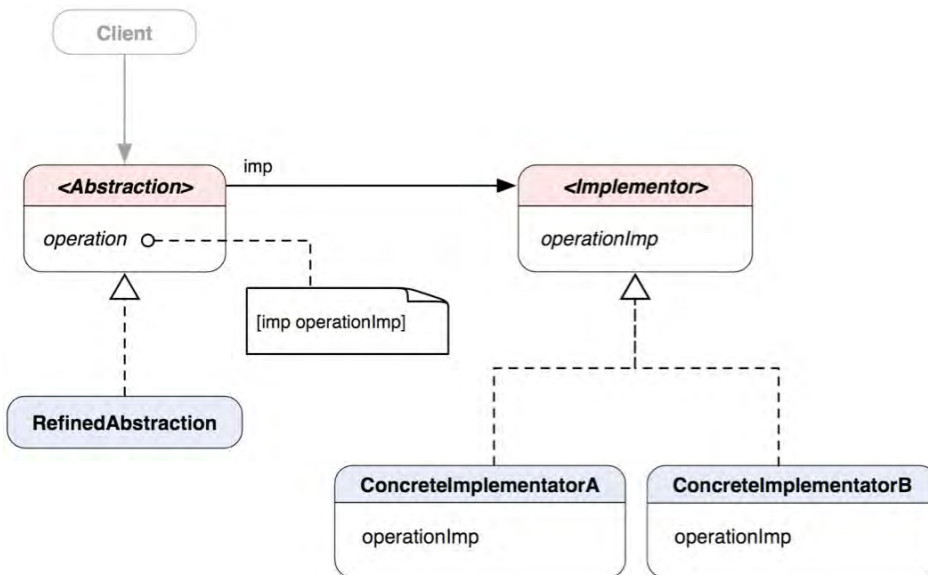 Client
imp
<Abstraction>
<Implementor>
operation
operationImp
[imp operationImp]
RefinedAbstraction
ConcreteImplementatorA
ConcreteImplementatorB
operationImp
operationImp